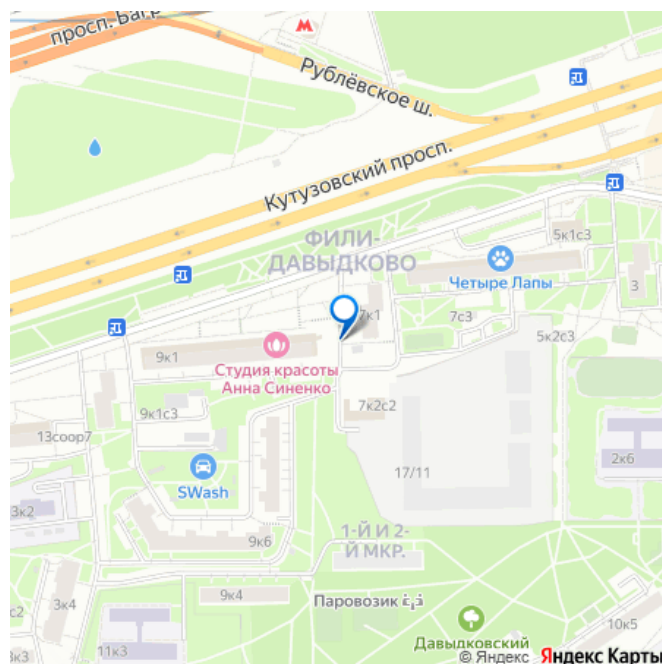 просп. Багр
М
Рублёвское ш.
Кутузовский просп.
ФИЛИ-
ДАВЫДКОВО
5к1с3
Четыре Лапы
3
7к1
7с3
5к2с3
9к1
Студия красоты
Анна Синенко
9к1с3
7к2с2
13соор7
17/11
2к6
SWash
3к2
1-Й И 2-
Й МКР.
9к6
Паровозик
9к4
3к4
с2
11к3
3к3
10к5
Давыдковский
© Яндекс Яндекс Карты